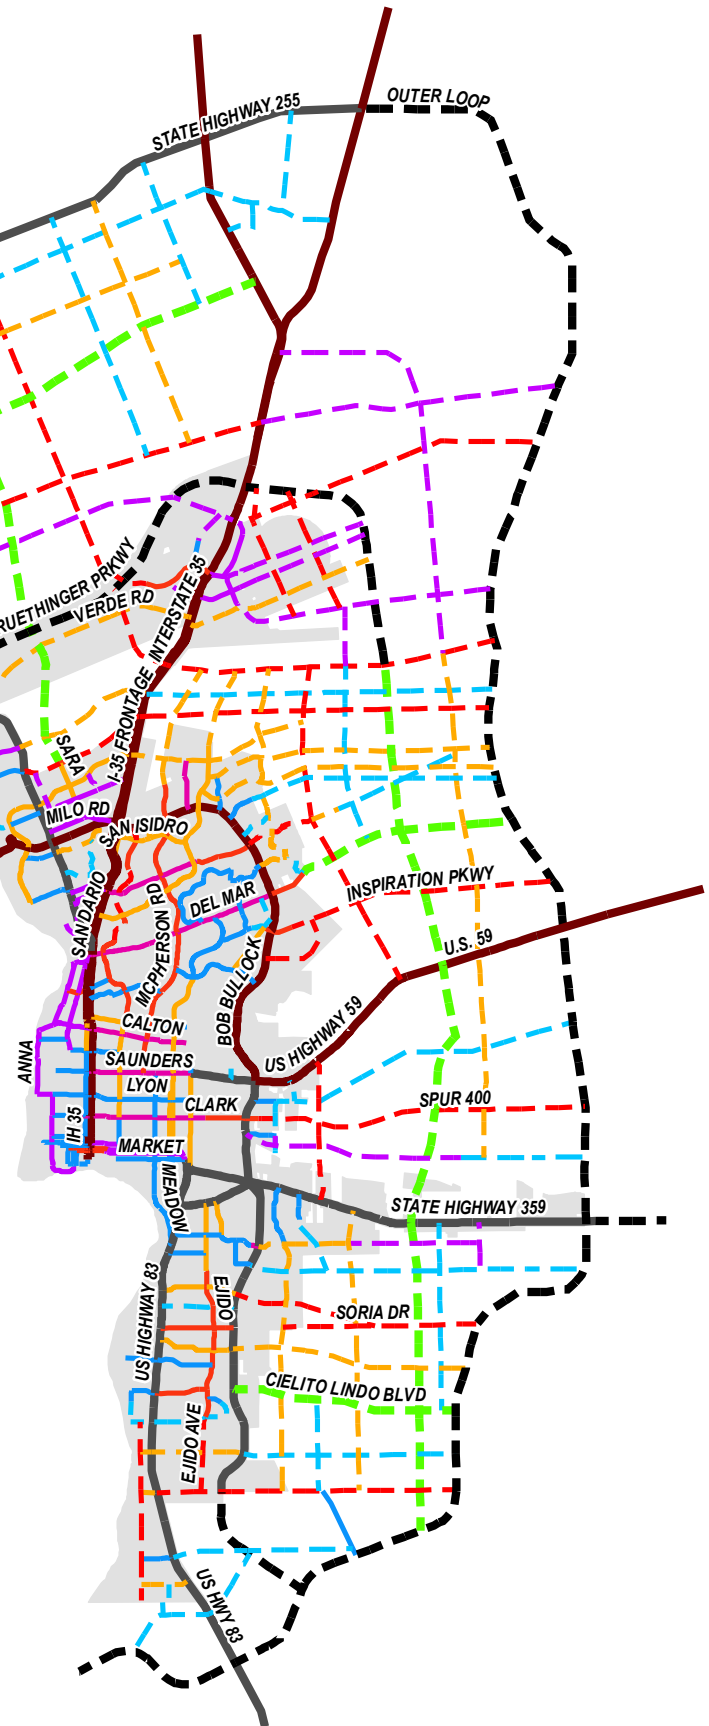 OUTER LOOP
STATE HIGHWAY 255
RUETHINGER PRKWY
VERDE RD
I-35 FRONTAGE
INTERSTATE 35
SARA
MILO RD
SAN ISIDRO
SAN DARIO
MCPHERSON RD
DEL MAR
INSPIRATION PKWY
U.S. 59
BOB BULLOCK
US HIGHWAY 59
CALTON
ANNA
SAUNDERS
LYON
CLARK
SPUR 400
IH 35
MARKET
MEADOW
STATE HIGHWAY 359
US HIGHWAY 83
EJIDO
SORIA DR
CIELITO LINDO BLVD
EJIDO AVE
US HWY 83